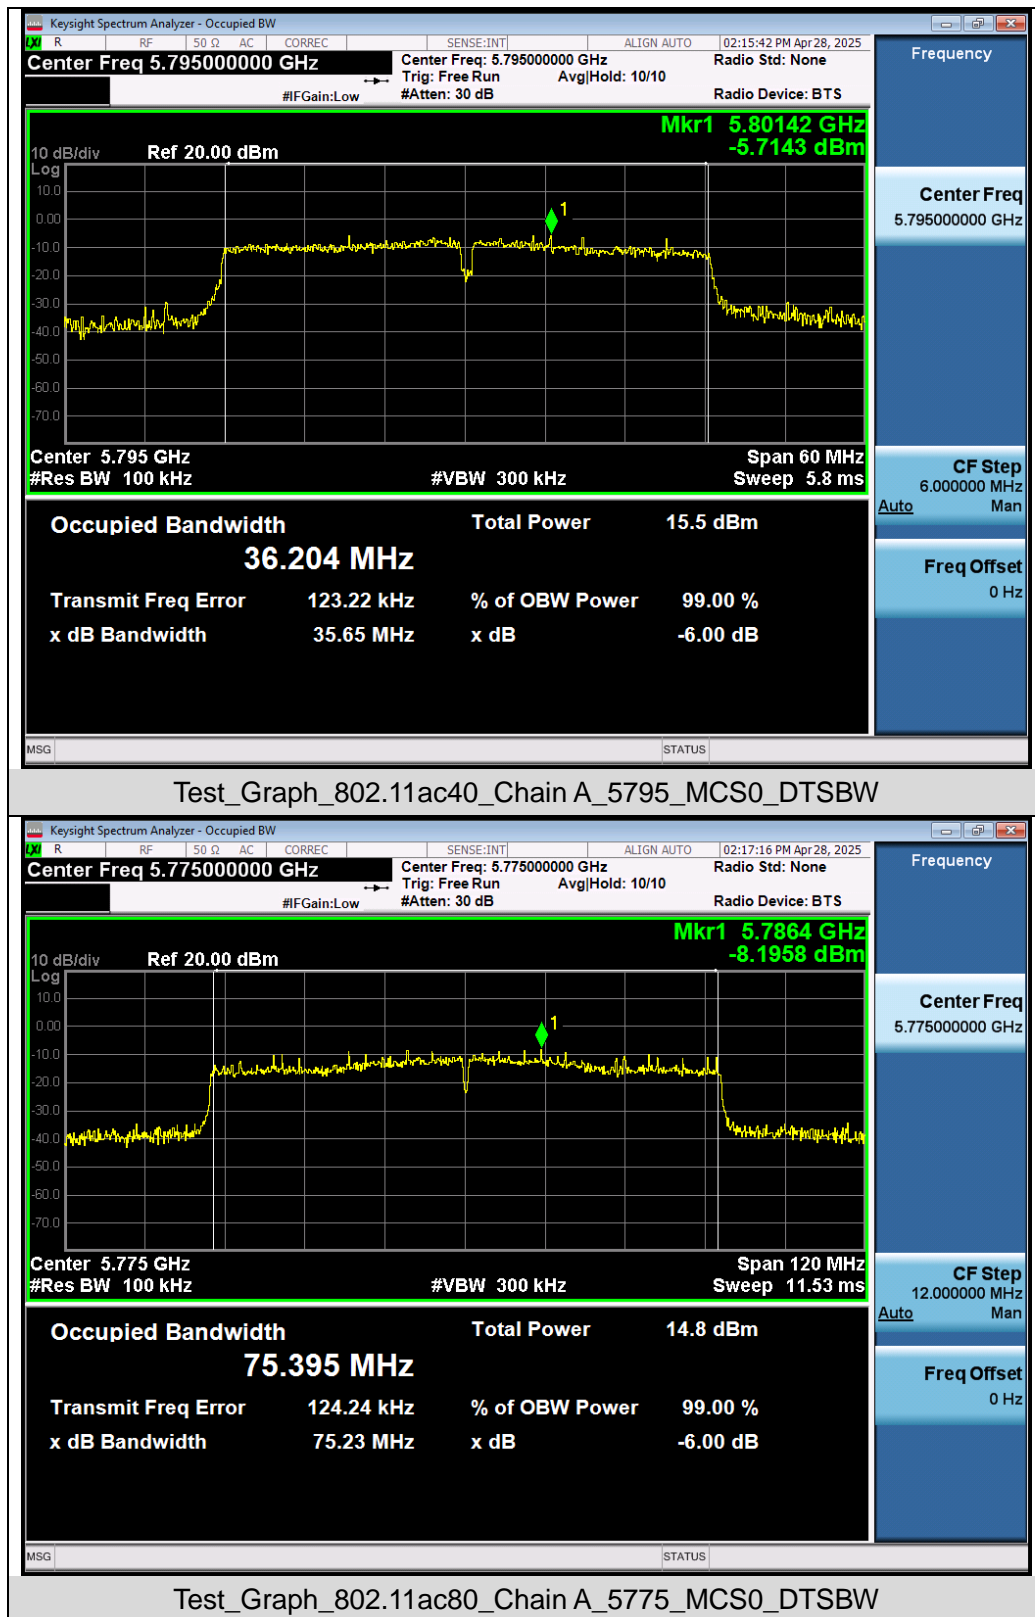 Keysight Spectrum Analyzer - Occupied BW
LXI R RF 50 Ω AC CORREC SENSE:INT ALIGN AUTO 02:15:42 PM Apr 28, 2025
Center Freq 5.795000000 GHz Center Freq: 5.795000000 GHz Radio Std: None
Trig: Free Run Avg|Hold: 10/10
#IFGain:Low #Atten: 30 dB Radio Device: BTS
Frequency
Mkr1 5.80142 GHz
-5.7143 dBm
10 dB/div Ref 20.00 dBm
Log
10.0
0.00
-10.0
-20.0
-30.0
-40.0
-50.0
-60.0
-70.0
1
Center 5.795 GHz Span 60 MHz
#Res BW 100 kHz #VBW 300 kHz Sweep 5.8 ms
Center Freq
5.795000000 GHz
CF Step
6.000000 MHz
Auto Man
Freq Offset
0 Hz
Occupied Bandwidth Total Power 15.5 dBm
36.204 MHz
Transmit Freq Error 123.22 kHz % of OBW Power 99.00 %
x dB Bandwidth 35.65 MHz x dB -6.00 dB
MSG STATUS
Test_Graph_802.11ac40_Chain A_5795_MCS0_DTSBW
Keysight Spectrum Analyzer - Occupied BW
LXI R RF 50 Ω AC CORREC SENSE:INT ALIGN AUTO 02:17:16 PM Apr 28, 2025
Center Freq 5.775000000 GHz Center Freq: 5.775000000 GHz Radio Std: None
Trig: Free Run Avg|Hold: 10/10
#IFGain:Low #Atten: 30 dB Radio Device: BTS
Frequency
Mkr1 5.7864 GHz
-8.1958 dBm
10 dB/div Ref 20.00 dBm
Log
10.0
0.00
-10.0
-20.0
-30.0
-40.0
-50.0
-60.0
-70.0
1
Center 5.775 GHz Span 120 MHz
#Res BW 100 kHz #VBW 300 kHz Sweep 11.53 ms
Center Freq
5.775000000 GHz
CF Step
12.000000 MHz
Auto Man
Freq Offset
0 Hz
Occupied Bandwidth Total Power 14.8 dBm
75.395 MHz
Transmit Freq Error 124.24 kHz % of OBW Power 99.00 %
x dB Bandwidth 75.23 MHz x dB -6.00 dB
MSG STATUS
Test_Graph_802.11ac80_Chain A_5775_MCS0_DTSBW